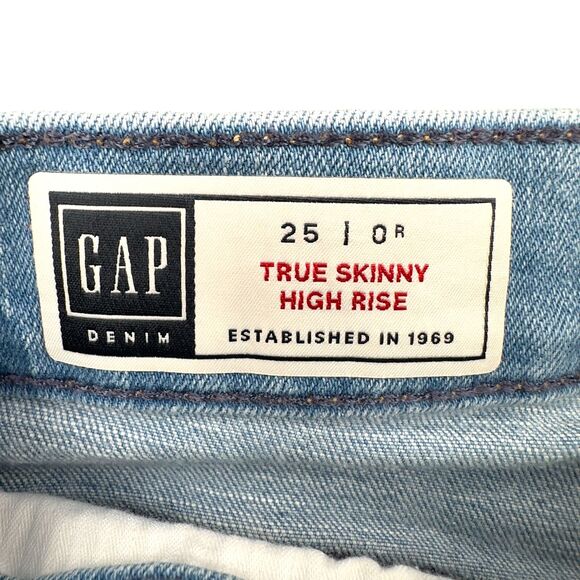 GAP
DENIM
25 | 0R
TRUE SKINNY
HIGH RISE
ESTABLISHED IN 1969